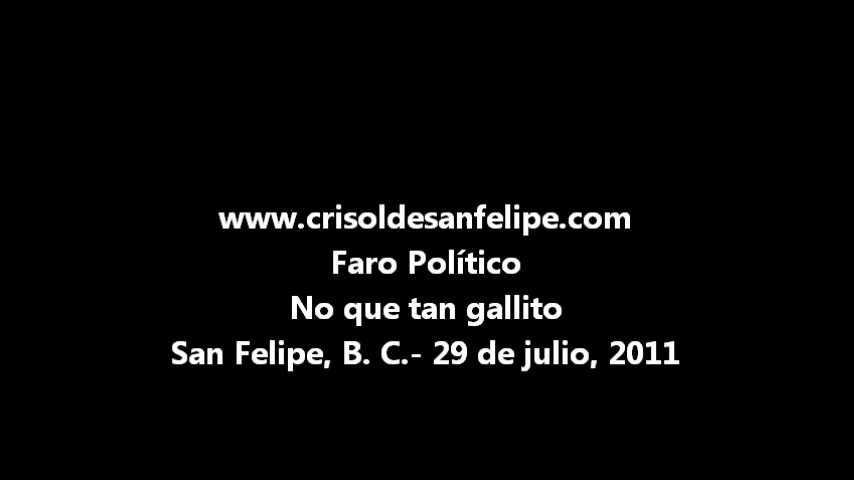 www.crisoldesanfelipe.com
Faro Político
No que tan gallito
San Felipe, B. C.- 29 de julio, 2011